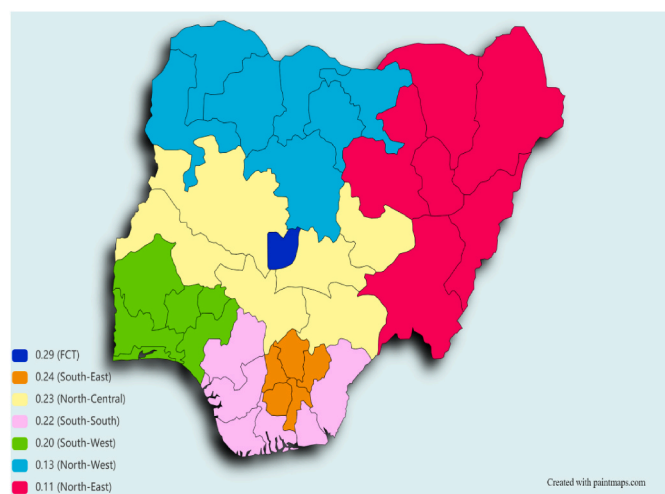 0.29 (FCT)
0.24 (South-East)
0.23 (North-Central)
0.22 (South-South)
0.20 (South-West)
0.13 (North-West)
0.11 (North-East)
Created with paintmaps.com